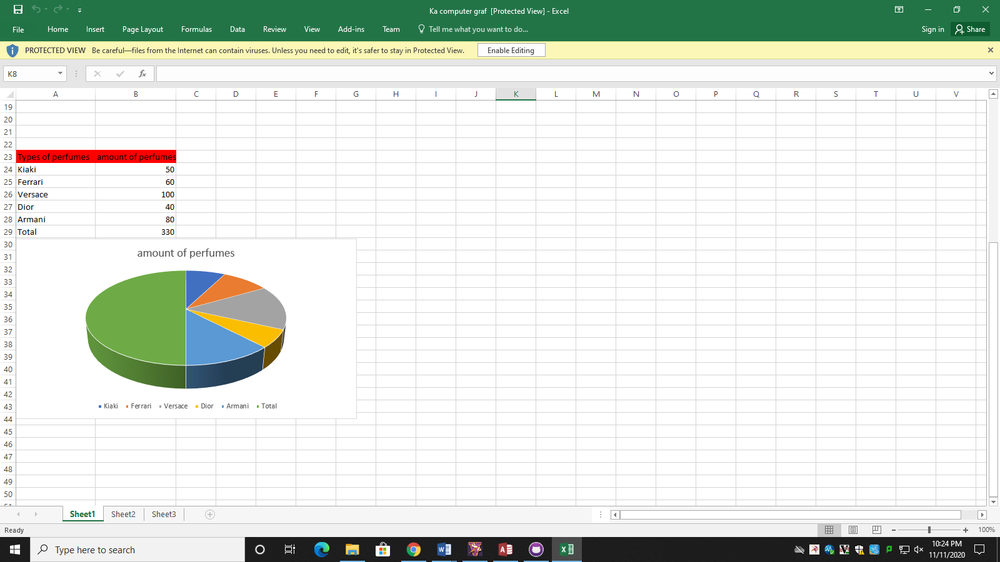 Ka computer graf [Protected View] - Excel
File Home Insert Page Layout Formulas Data Review View Add-ins Team Tell me what you want to do... Sign in Share
PROTECTED VIEW Be careful—files from the Internet can contain viruses. Unless you need to edit, it's safer to stay in Protected View. Enable Editing
K8 fx
A B C D E F G H I J K L M N O P Q R S T U V
19
20
21
22
23 Types of perfumes amount of perfumes
24 Kiaki 50
25 Ferrari 60
26 Versace 100
27 Dior 40
28 Armani 80
29 Total 330
30
amount of perfumes
31
32
33
34
35
36
37
38
39
40
41
42
43
Kiaki Ferrari Versace Dior Armani Total
44
45
46
47
48
49
50
51
Sheet1 Sheet2 Sheet3
Ready 100%
Type here to search
10:24 PM
11/11/2020